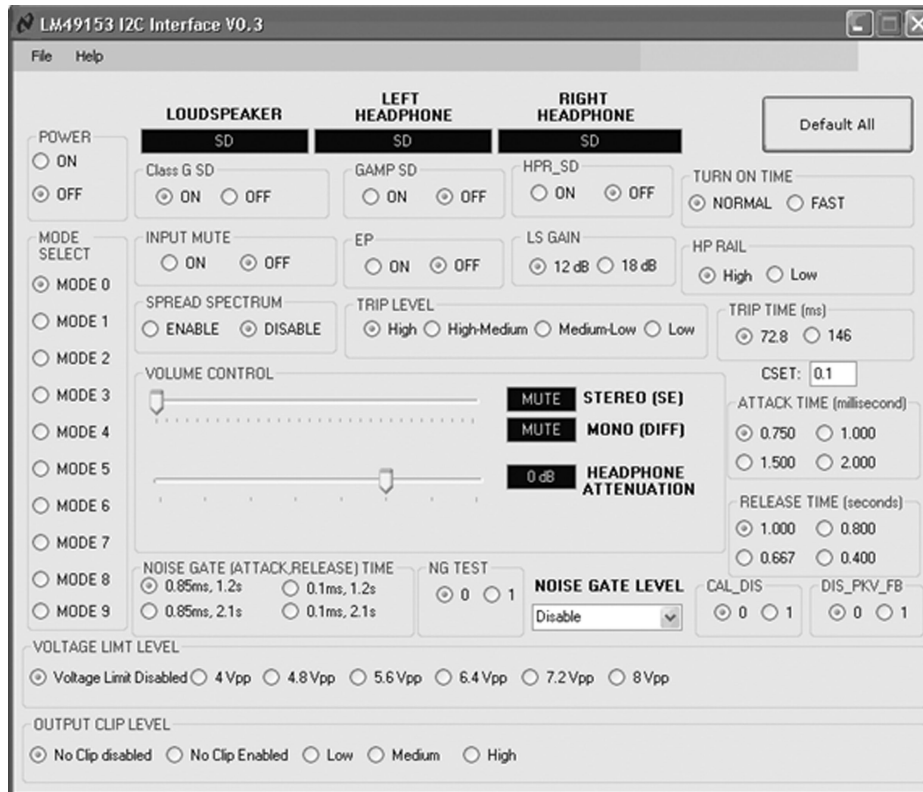 LM49153 I2C Interface V0.3
File Help
LOUDSPEAKER
LEFT
HEADPHONE
RIGHT
HEADPHONE
SD SD SD
Default All
POWER
ON
OFF
Class G SD
ON OFF
GAMP SD
ON OFF
HPR_SD
ON OFF
TURN ON TIME
NORMAL FAST
MODE
SELECT
MODE 0
MODE 1
MODE 2
MODE 3
MODE 4
MODE 5
MODE 6
MODE 7
MODE 8
MODE 9
INPUT MUTE
ON OFF
EP
ON OFF
LS GAIN
12 dB 18 dB
HP RAIL
High Low
SPREAD SPECTRUM
ENABLE DISABLE
TRIP LEVEL
High High-Medium Medium-Low Low
TRIP TIME (ms)
72.8 146
CSET: 0.1
VOLUME CONTROL
MUTE STEREO (SE)
MUTE MONO (DIFF)
0 dB HEADPHONE
ATTENUATION
ATTACK TIME (millisecond)
0.750 1.000
1.500 2.000
RELEASE TIME (seconds)
1.000 0.800
0.667 0.400
NOISE GATE (ATTACK,RELEASE) TIME
0.85ms, 1.2s 0.1ms, 1.2s
0.85ms, 2.1s 0.1ms, 2.1s
NG TEST
0 1
NOISE GATE LEVEL
Disable
CAL_DIS
0 1
DIS_PKV_FB
0 1
VOLTAGE LIMT LEVEL
Voltage Limit Disabled 4 Vpp 4.8 Vpp 5.6 Vpp 6.4 Vpp 7.2 Vpp 8 Vpp
OUTPUT CLIP LEVEL
No Clip disabled No Clip Enabled Low Medium High